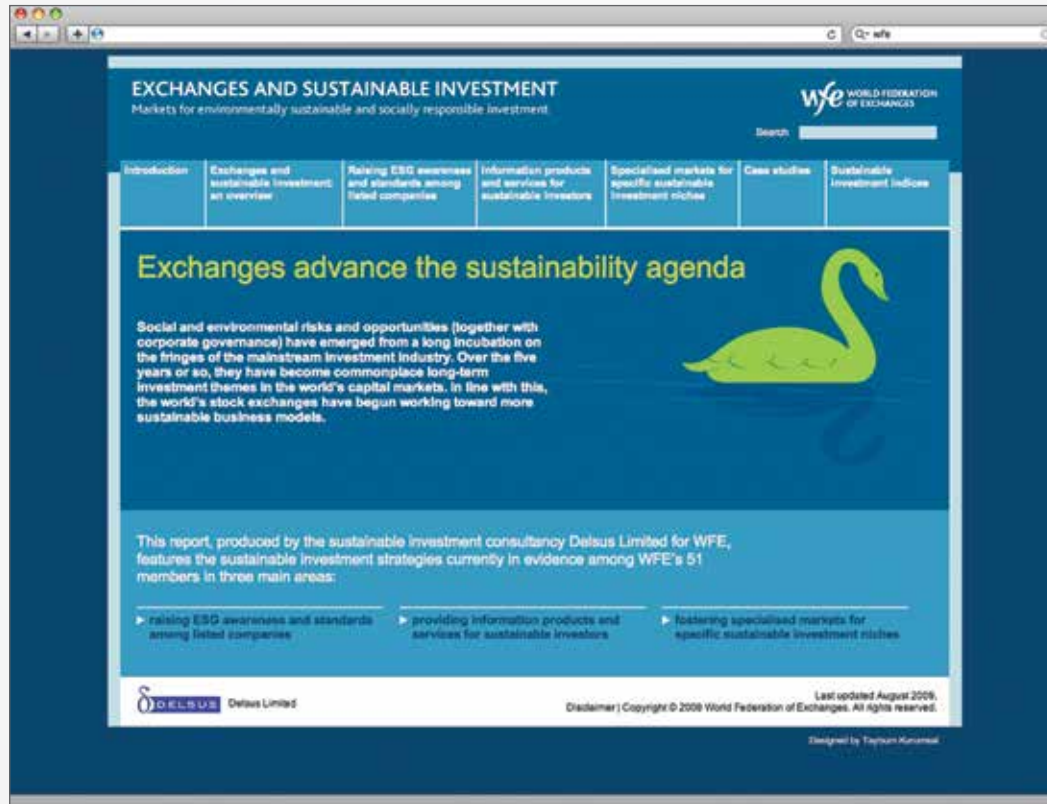 wfe
EXCHANGES AND SUSTAINABLE INVESTMENT
Markets for environmentally sustainable and socially responsible investment
wfe WORLD FEDERATION
OF EXCHANGES
Search
Introduction
Exchanges and
sustainable investment:
an overview
Raising ESG awareness
and standards among
listed companies
Information products
and services for
sustainable investors
Specialised markets for
specific sustainable
investment niches
Case studies
Sustainable
investment indices
Exchanges advance the sustainability agenda
Social and environmental risks and opportunities (together with
corporate governance) have emerged from a long incubation on
the fringes of the mainstream investment industry. Over the five
years or so, they have become commonplace long-term
investment themes in the world's capital markets. In line with this,
the world's stock exchanges have begun working toward more
sustainable business models.
This report, produced by the sustainable investment consultancy Delsus Limited for WFE,
features the sustainable investment strategies currently in evidence among WFE's 51
members in three main areas:
raising ESG awareness and standards
among listed companies
providing information products and
services for sustainable investors
fostering specialised markets for
specific sustainable investment niches
DELSUS Delsus Limited
Last updated August 2009.
Disclaimer | Copyright © 2009 World Federation of Exchanges. All rights reserved.
Designed by